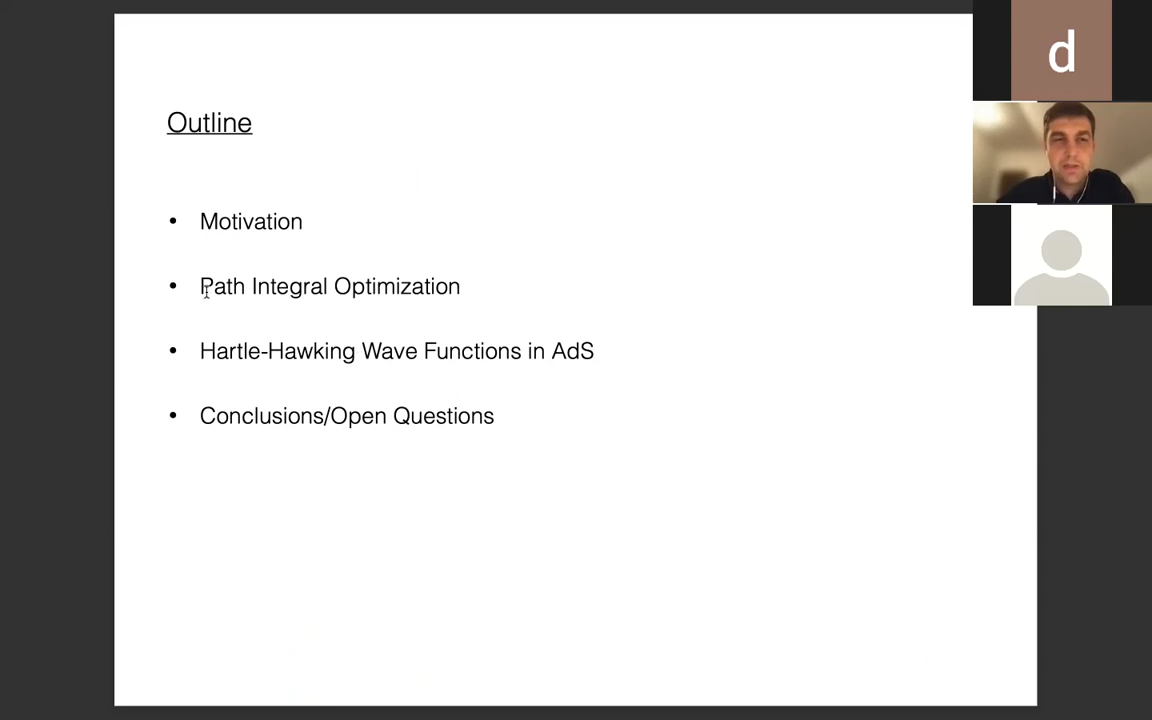 Outline
• Motivation
• Path Integral Optimization
• Hartle-Hawking Wave Functions in AdS
• Conclusions/Open Questions
d